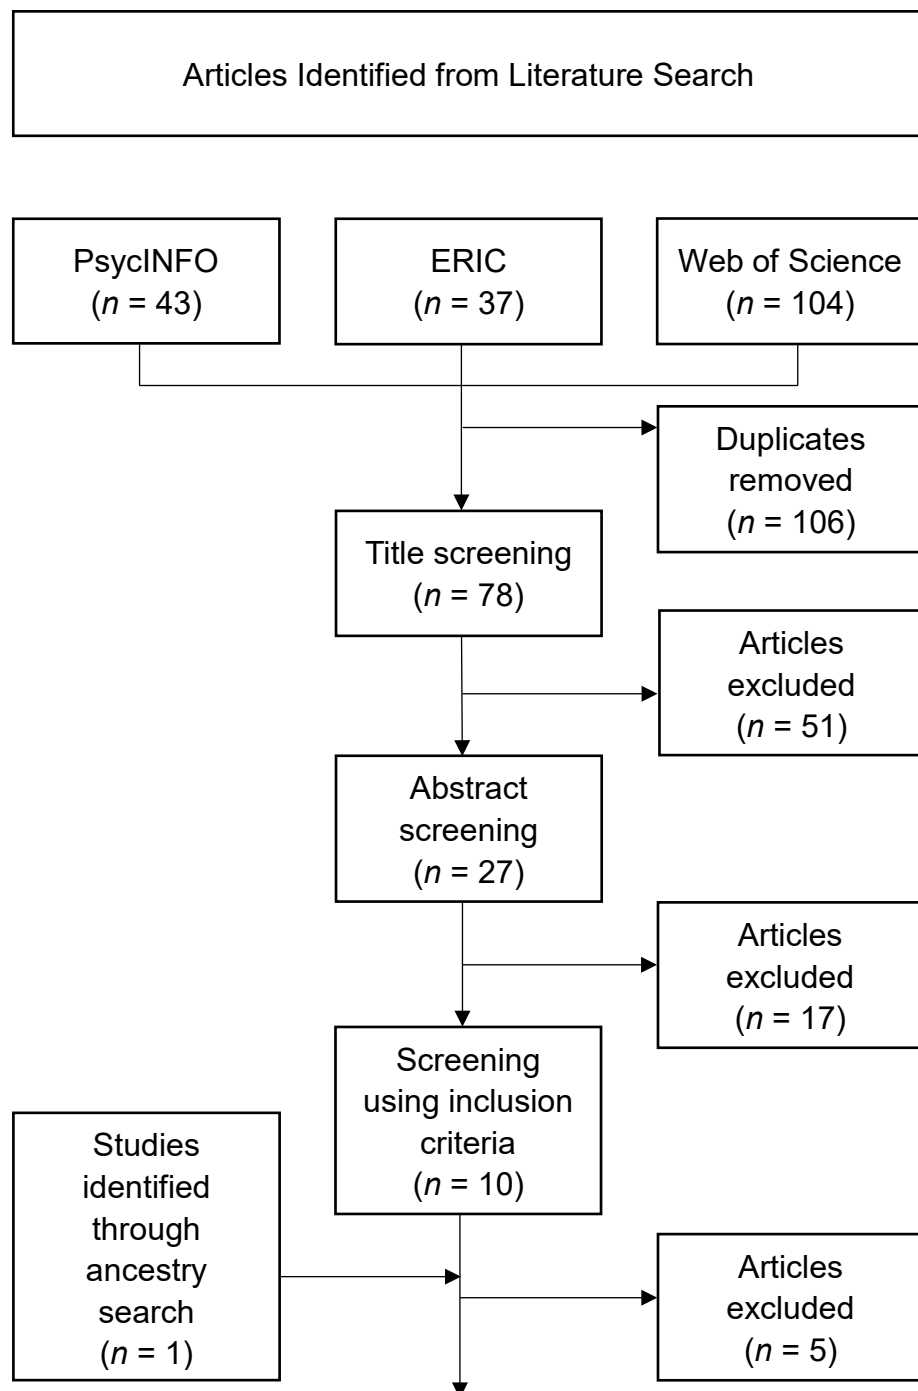 Articles Identified from Literature Search
PsycINFO
(n = 43)
ERIC
(n = 37)
Web of Science
(n = 104)
Duplicates
removed
(n = 106)
Title screening
(n = 78)
Articles
excluded
(n = 51)
Abstract
screening
(n = 27)
Articles
excluded
(n = 17)
Screening
using inclusion
criteria
(n = 10)
Studies
identified
through
ancestry
search
(n = 1)
Articles
excluded
(n = 5)